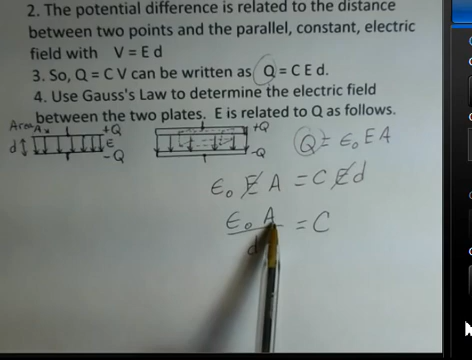 2. The potential difference is related to the distance
between two points and the parallel, constant, electric
field with V = E d
3. So, Q = C V can be written as Q = C E d.
4. Use Gauss's Law to determine the electric field
between the two plates. E is related to Q as follows.
Area A +Q +Q Q = ϵ₀ E A
d E
-Q -Q
ϵ₀ E A = C E d
ϵ₀ A = C
d